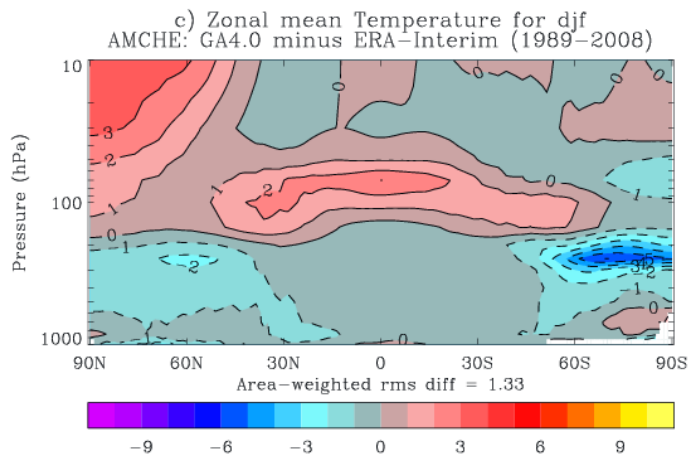 c) Zonal mean Temperature for djf
AMCHE: GA4.0 minus ERA-Interim (1989-2008)
10
100
1000
Pressure (hPa)
0
0
0
3
2
1
0
1
2
0
1
1
-2
-2
-1
0
1
0
90N
60N
30N
0
30S
60S
90S
Area-weighted rms diff = 1.33
-9
-6
-3
0
3
6
9